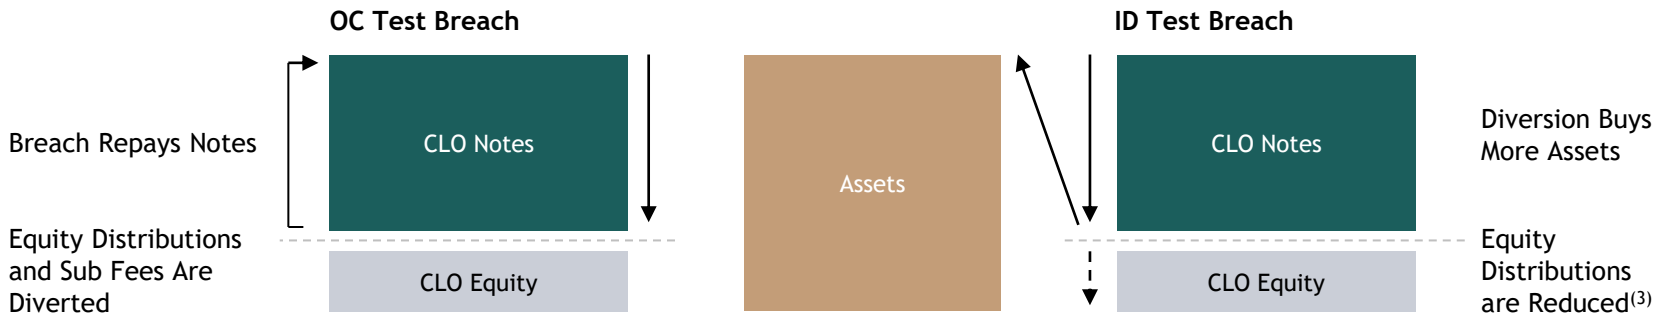 OC Test Breach
ID Test Breach
Breach Repays Notes
CLO Notes
Equity Distributions
and Sub Fees Are
Diverted
CLO Equity
Assets
CLO Notes
Diversion Buys
More Assets
CLO Equity
Equity
Distributions
are Reduced(3)